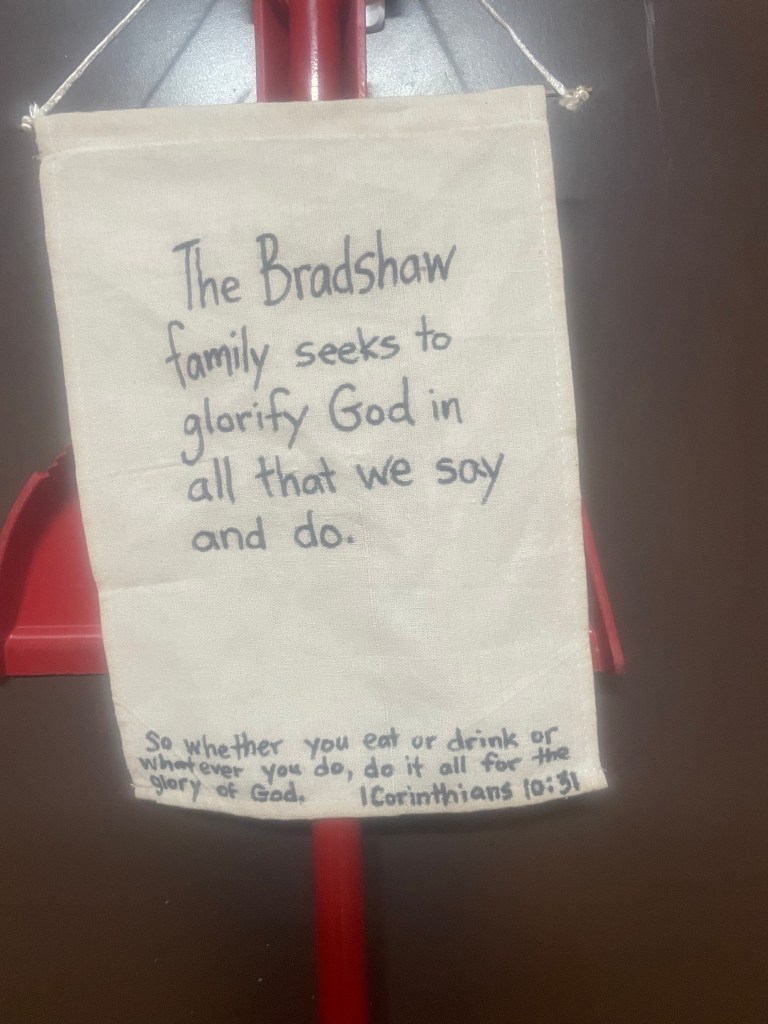 The Bradshaw
family seeks to
glorify God in
all that we say
and do.
So whether you eat or drink or
whatever you do, do it all for the
glory of God. 1 Corinthians 10:31